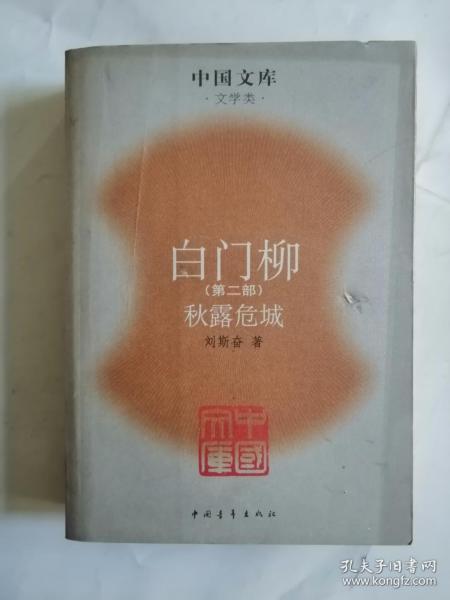 中国文库
·文学类·
白门柳
(第二部)
秋露危城
刘斯奋 著
中國文庫
中国青年出版社
孔夫子旧书网
www.kongfz.com